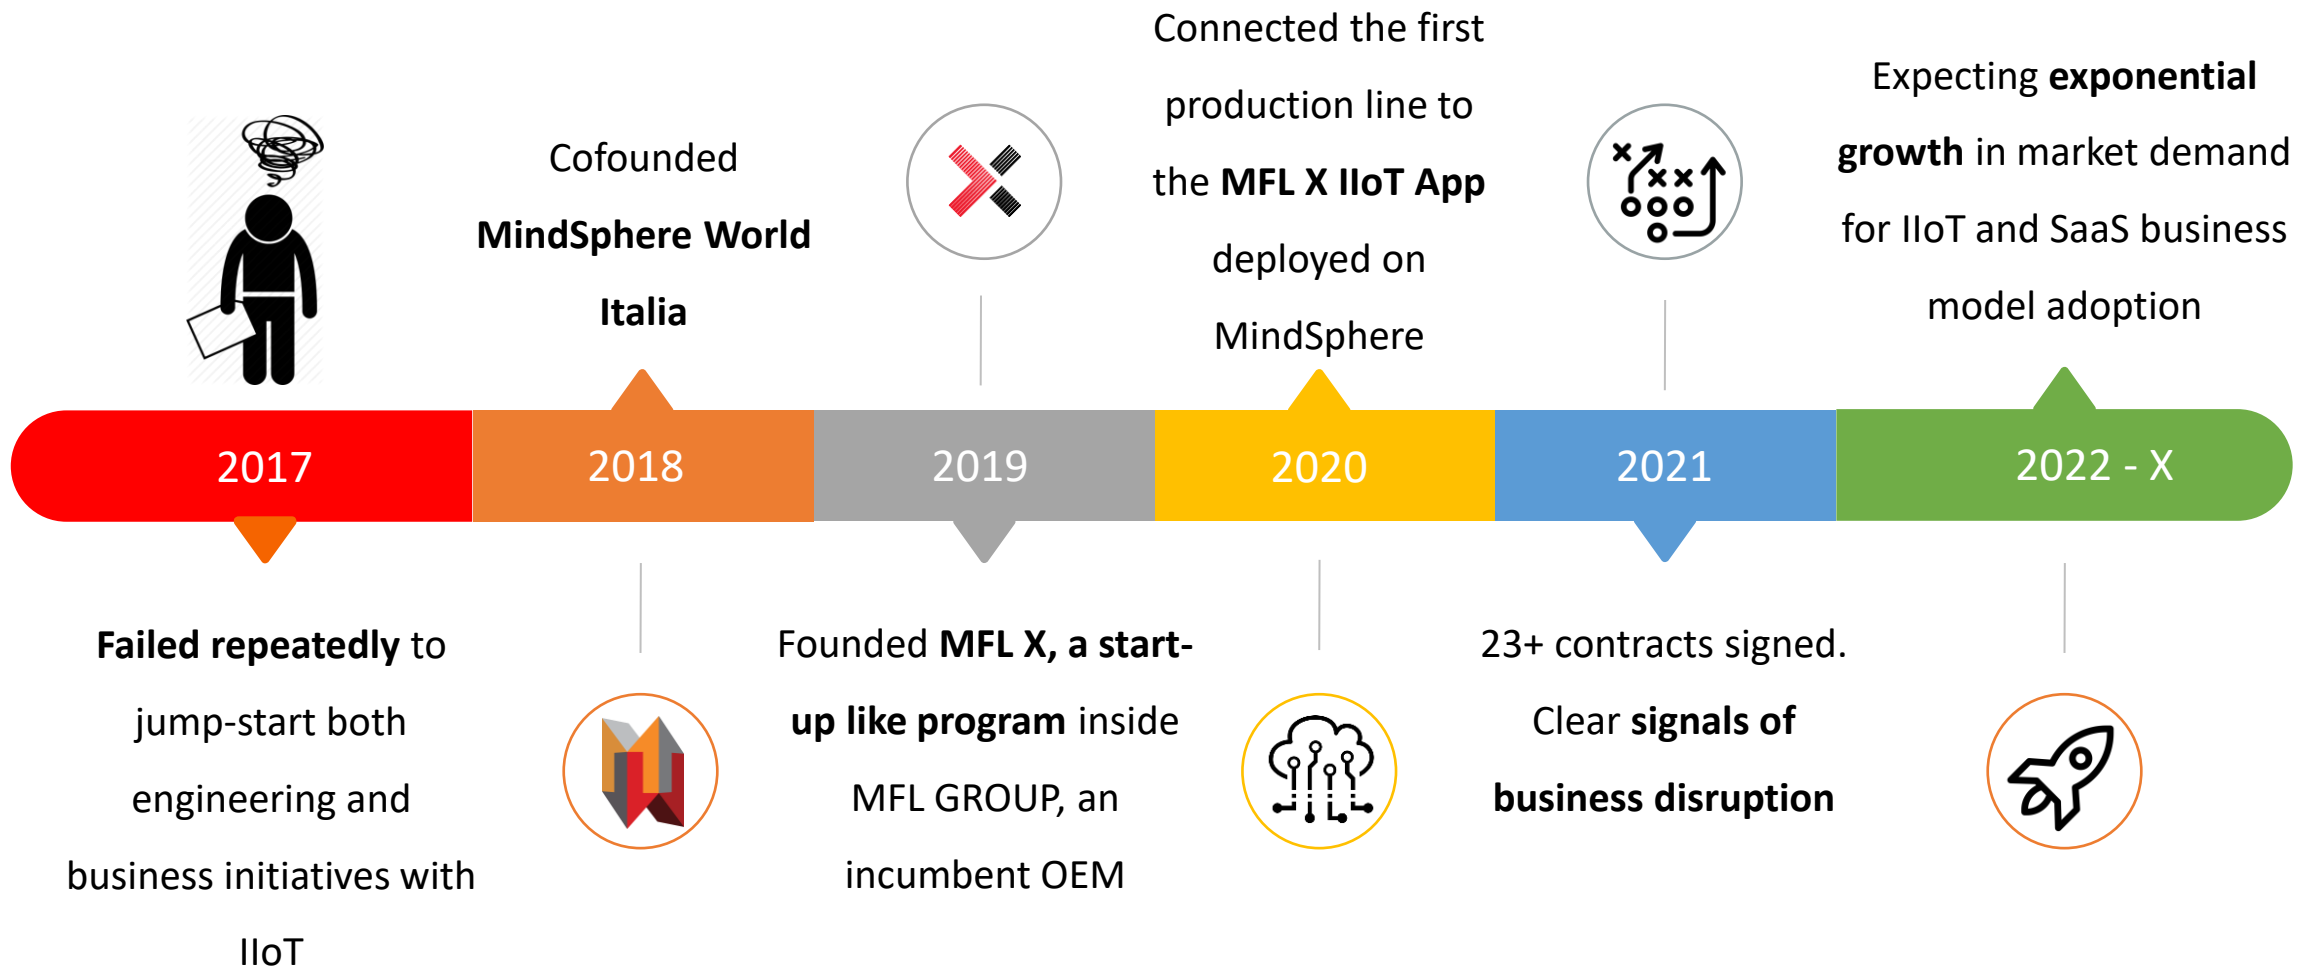 Failed repeatedly to
jump-start both
engineering and
business initiatives with
IIoT
2017
Cofounded
MindSphere World
Italia
2018
2019
Founded MFL X, a start-
up like program inside
MFL GROUP, an
incumbent OEM
Connected the first
production line to
the MFL X IIoT App
deployed on
MindSphere
2020
2021
23+ contracts signed.
Clear signals of
business disruption
Expecting exponential
growth in market demand
for IIoT and SaaS business
model adoption
2022 - X